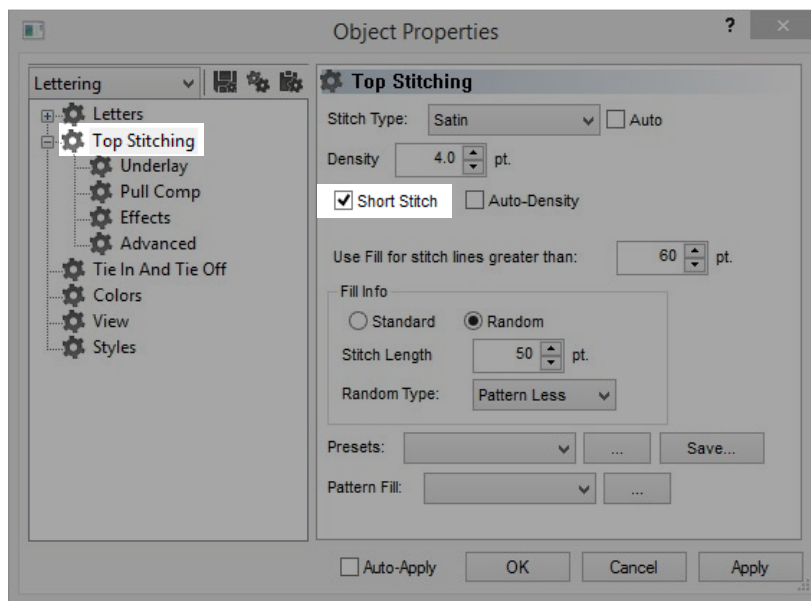 Object Properties
?
Lettering
Letters
Top Stitching
Underlay
Pull Comp
Effects
Advanced
Tie In And Tie Off
Colors
View
Styles
Top Stitching
Stitch Type: Satin Auto
Density 4.0 pt.
Short Stitch Auto-Density
Use Fill for stitch lines greater than: 60 pt.
Fill Info
Standard Random
Stitch Length 50 pt.
Random Type: Pattern Less
Presets: ... Save...
Pattern Fill: ...
Auto-Apply OK Cancel Apply